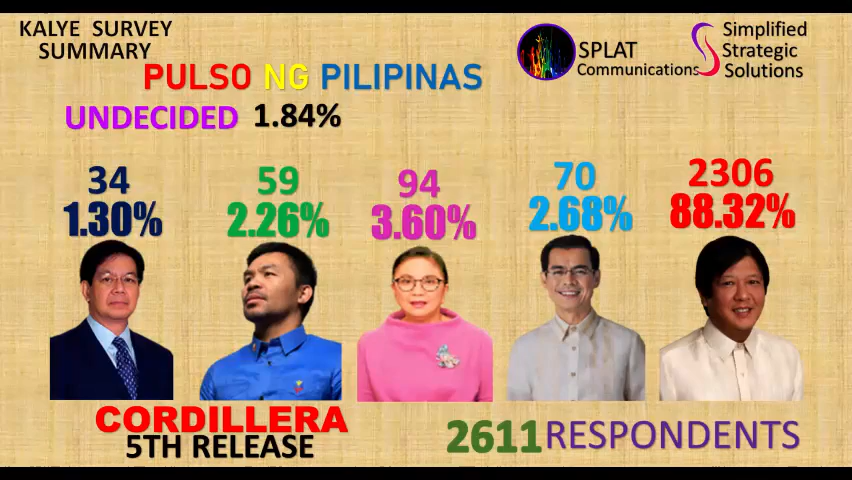 KALYE SURVEY
SUMMARY
PULSO NG PILIPINAS
UNDECIDED 1.84%
SPLAT
Communications
Simplified
Strategic
Solutions
34
1.30%
59
2.26%
94
3.60%
70
2.68%
2306
88.32%
CORDILLERA
5TH RELEASE
2611 RESPONDENTS